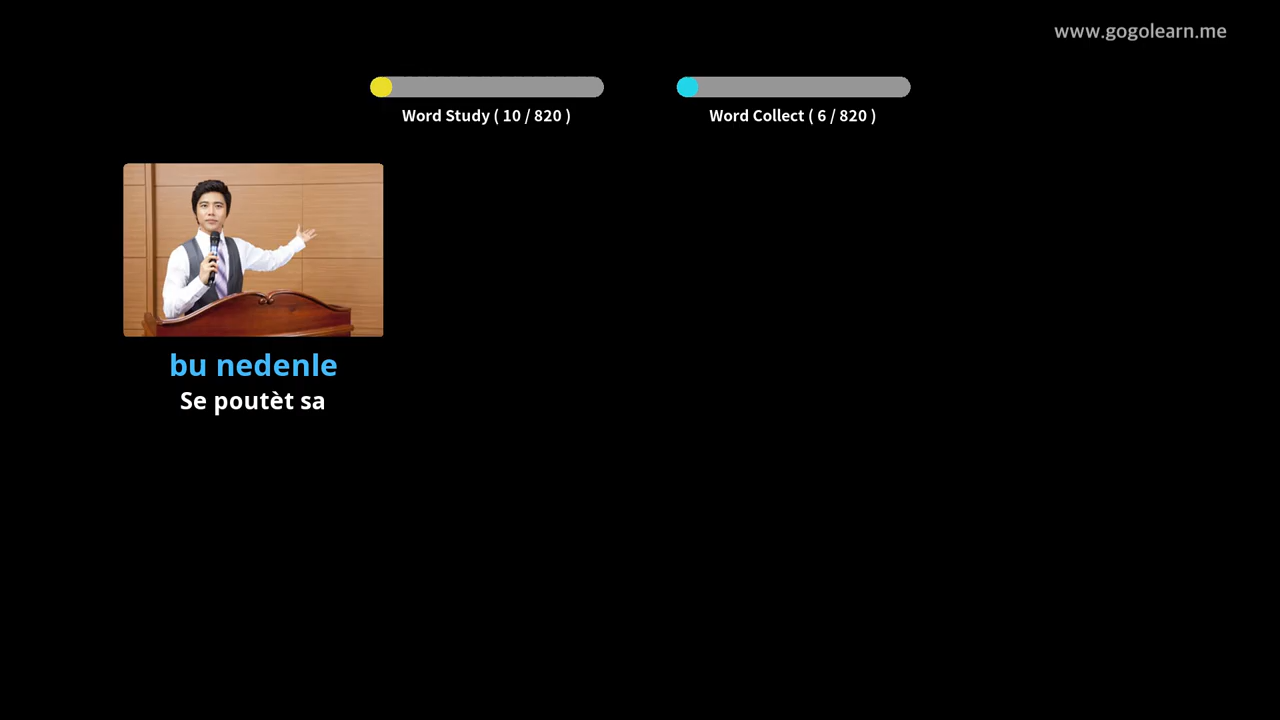 www.gogolearn.me
Word Study ( 10 / 820 )
Word Collect ( 6 / 820 )
bu nedenle
Se poutèt sa